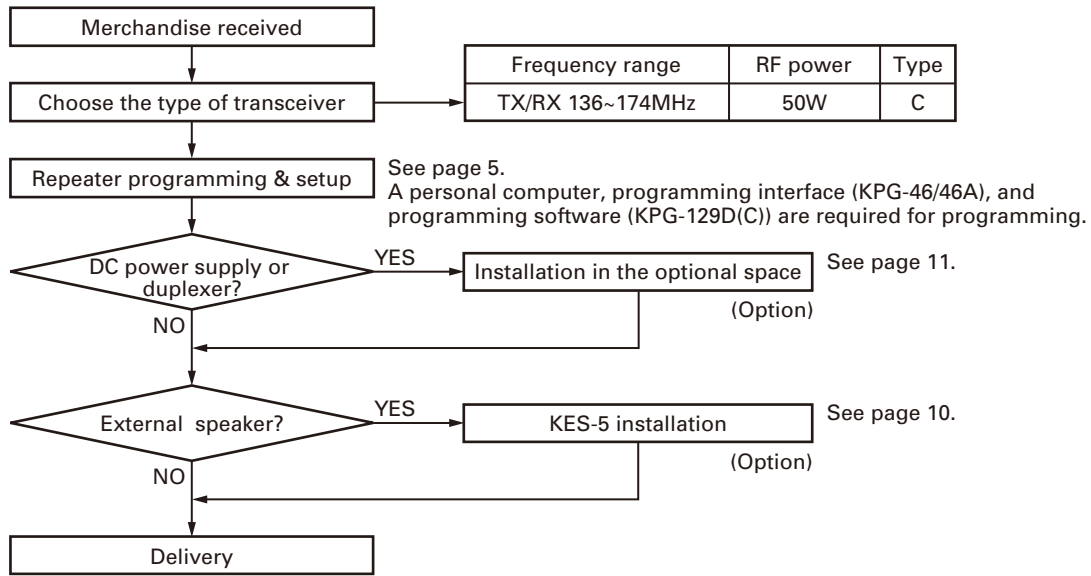 Merchandise received
Choose the type of transceiver
Frequency range RF power Type
TX/RX 136~174MHz 50W C
Repeater programming & setup
See page 5.
A personal computer, programming interface (KPG-46/46A), and
programming software (KPG-129D(C)) are required for programming.
DC power supply or
duplexer?
YES
Installation in the optional space
See page 11.
(Option)
NO
External speaker?
YES
KES-5 installation
See page 10.
(Option)
NO
Delivery